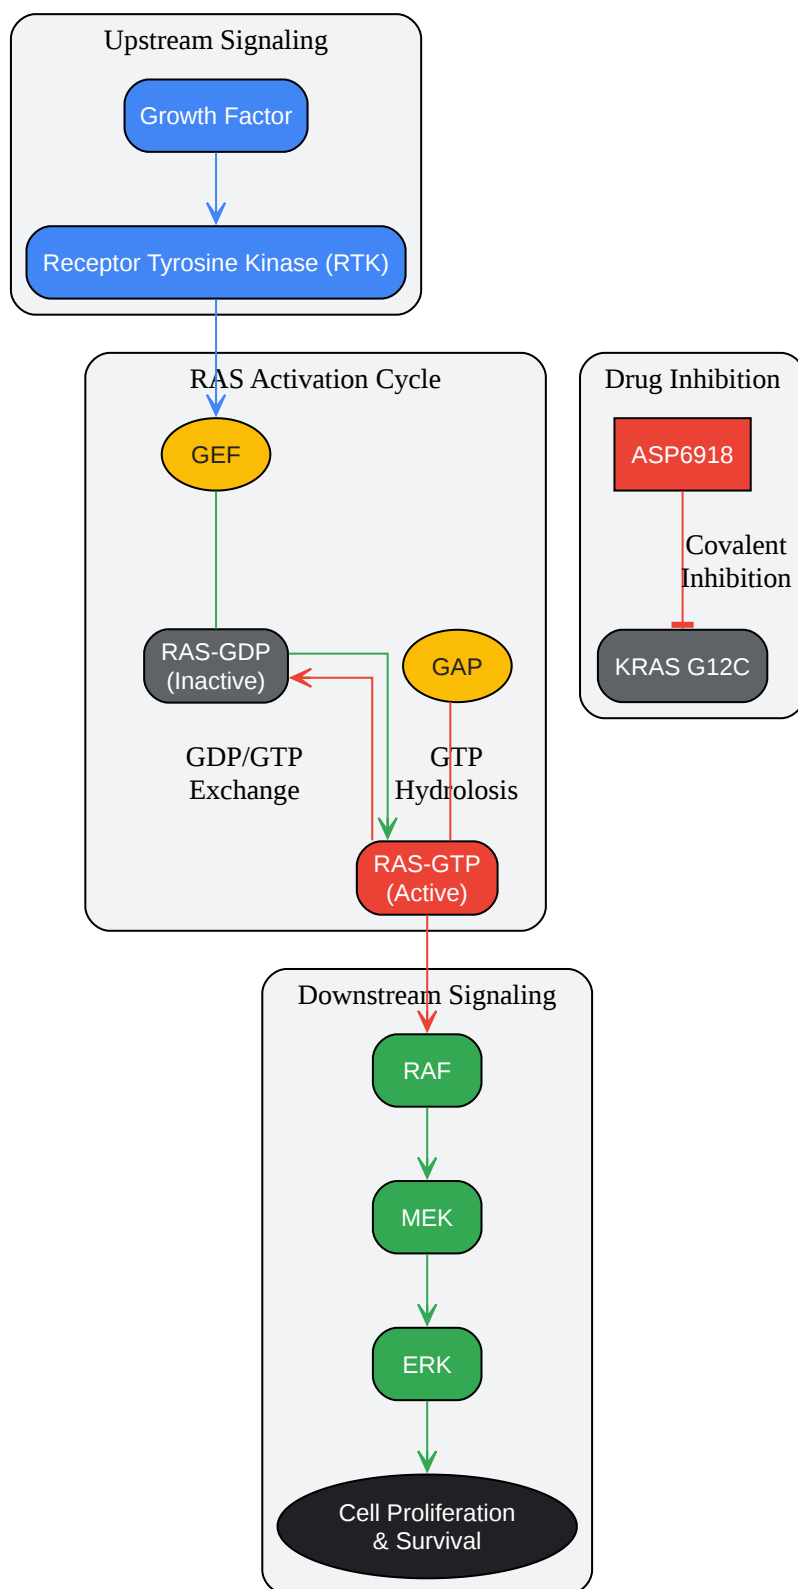 Upstream Signaling
Growth Factor
Receptor Tyrosine Kinase (RTK)
RAS Activation Cycle
GEF
RAS-GDP
(Inactive)
GAP
GDP/GTP
Exchange
GTP
Hydrolosis
RAS-GTP
(Active)
Drug Inhibition
ASP6918
Covalent
Inhibition
KRAS G12C
Downstream Signaling
RAF
MEK
ERK
Cell Proliferation
& Survival